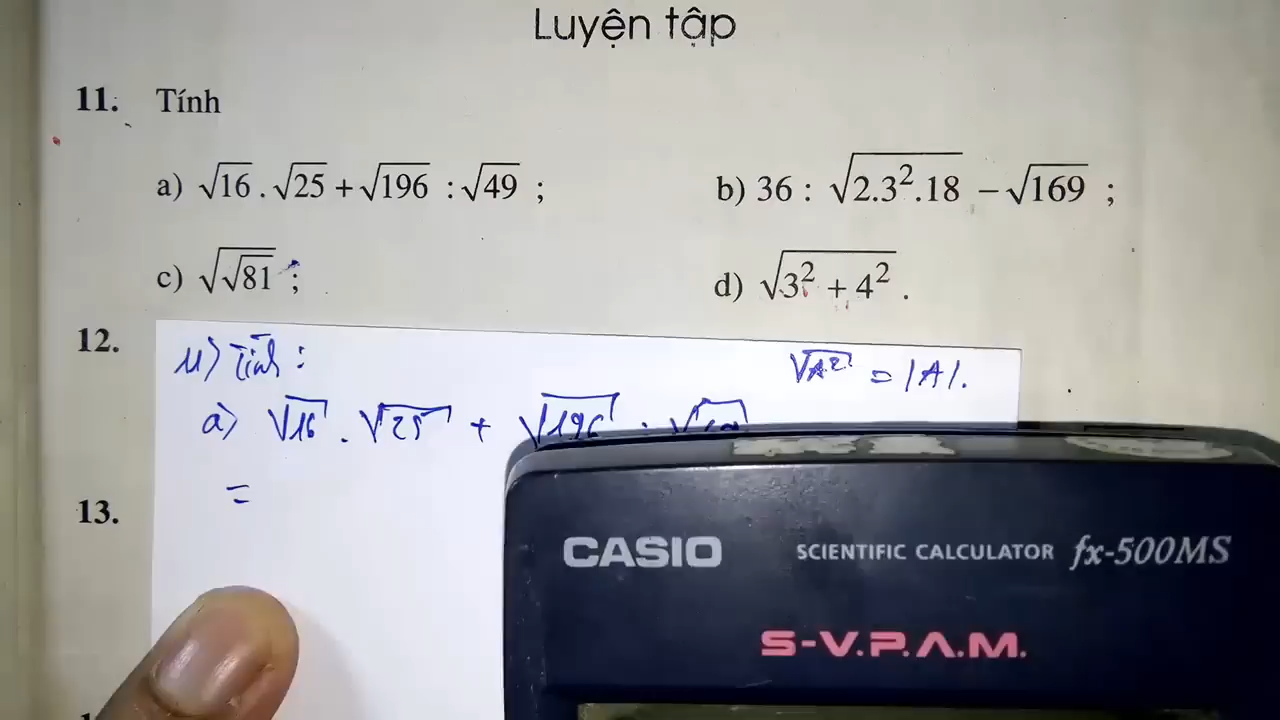 Luyện tập
11. Tính
a) √16 . √25 + √196 : √49 ; b) 36 : √2.3².18 − √169 ;
c) √√81 ; d) √3² + 4² .
12.
11) Tính : √A² = |A|.
a) √16 . √25 + √196 :
=
13.
CASIO SCIENTIFIC CALCULATOR fx-500MS
S-V.P.A.M.